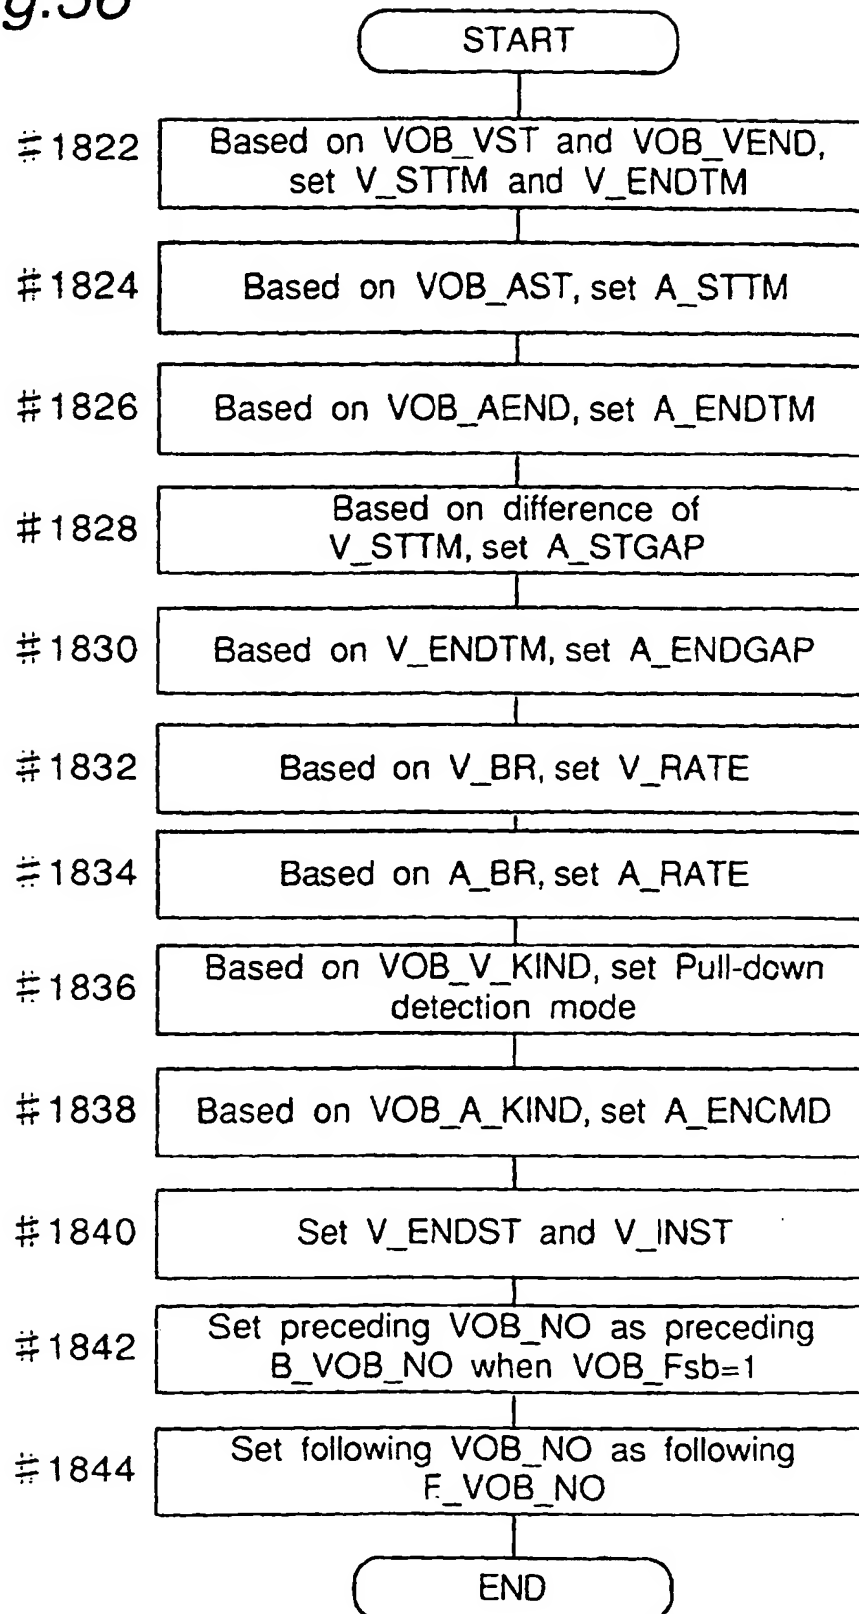 g.56
START
#1822
Based on VOB_VST and VOB_VEND,
set V_STTM and V_ENDTM
#1824
Based on VOB_AST, set A_STTM
#1826
Based on VOB_AEND, set A_ENDTM
#1828
Based on difference of
V_STTM, set A_STGAP
#1830
Based on V_ENDTM, set A_ENDGAP
#1832
Based on V_BR, set V_RATE
#1834
Based on A_BR, set A_RATE
#1836
Based on VOB_V_KIND, set Pull-down
detection mode
#1838
Based on VOB_A_KIND, set A_ENCMD
#1840
Set V_ENDST and V_INST
#1842
Set preceding VOB_NO as preceding
B_VOB_NO when VOB_Fsb=1
#1844
Set following VOB_NO as following
F_VOB_NO
END